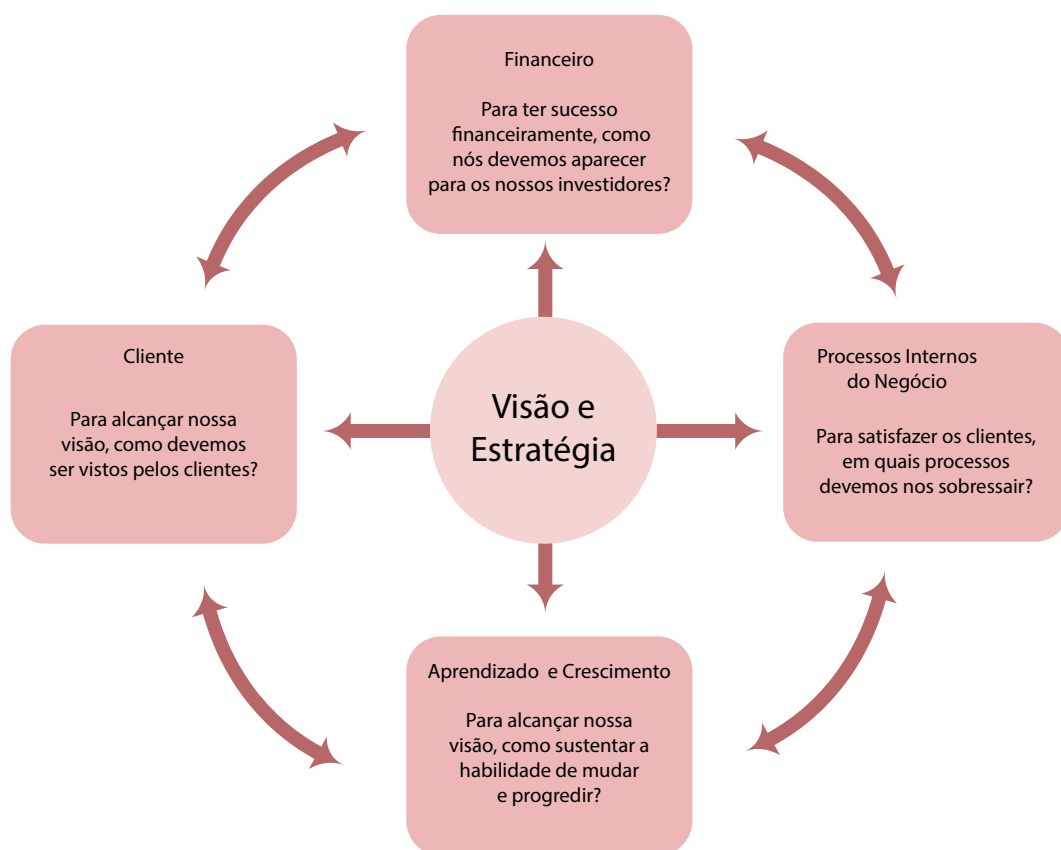 Financeiro
Para ter sucesso
financeiramente, como
nós devemos aparecer
para os nossos investidores?
Cliente
Para alcançar nossa
visão, como devemos
ser vistos pelos clientes?
Visão e
Estratégia
Processos Internos
do Negócio
Para satisfazer os clientes,
em quais processos
devemos nos sobressair?
Aprendizado e Crescimento
Para alcançar nossa
visão, como sustentar a
habilidade de mudar
e progredir?